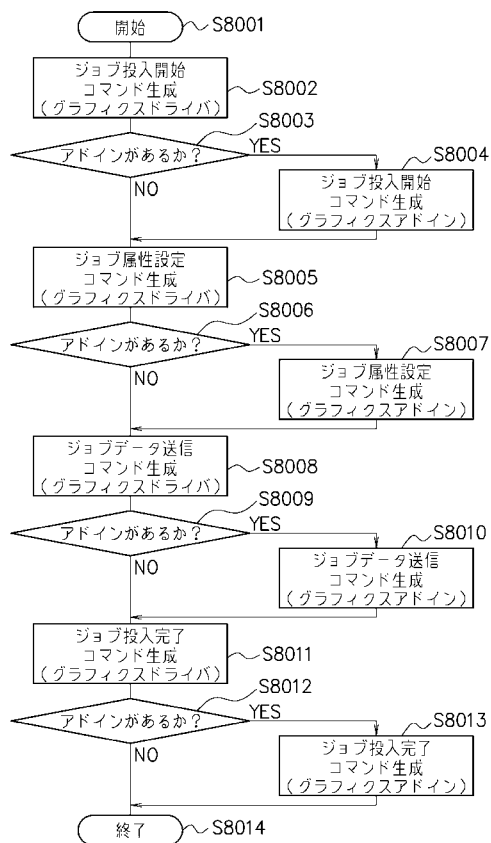 開始
S8001
ジョブ投入開始
コマンド生成
(グラフィクスドライバ)
S8002
アドインがあるか?
S8003
YES
NO
ジョブ投入開始
コマンド生成
(グラフィクスアドイン)
S8004
ジョブ属性設定
コマンド生成
(グラフィクスドライバ)
S8005
アドインがあるか?
S8006
YES
NO
ジョブ属性設定
コマンド生成
(グラフィクスアドイン)
S8007
ジョブデータ送信
コマンド生成
(グラフィクスドライバ)
S8008
アドインがあるか?
S8009
YES
NO
ジョブデータ送信
コマンド生成
(グラフィクスアドイン)
S8010
ジョブ投入完了
コマンド生成
(グラフィクスドライバ)
S8011
アドインがあるか?
S8012
YES
NO
ジョブ投入完了
コマンド生成
(グラフィクスアドイン)
S8013
終了
S8014